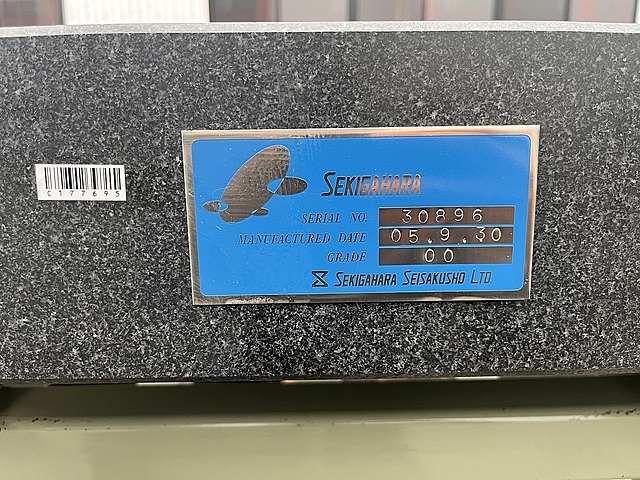 C177695
SEKIGAHARA
SERIAL NO. 30896
MANUFACTURED DATE 05.9.30
GRADE 00
SEKIGAHARA SEISAKUSHO LTD.